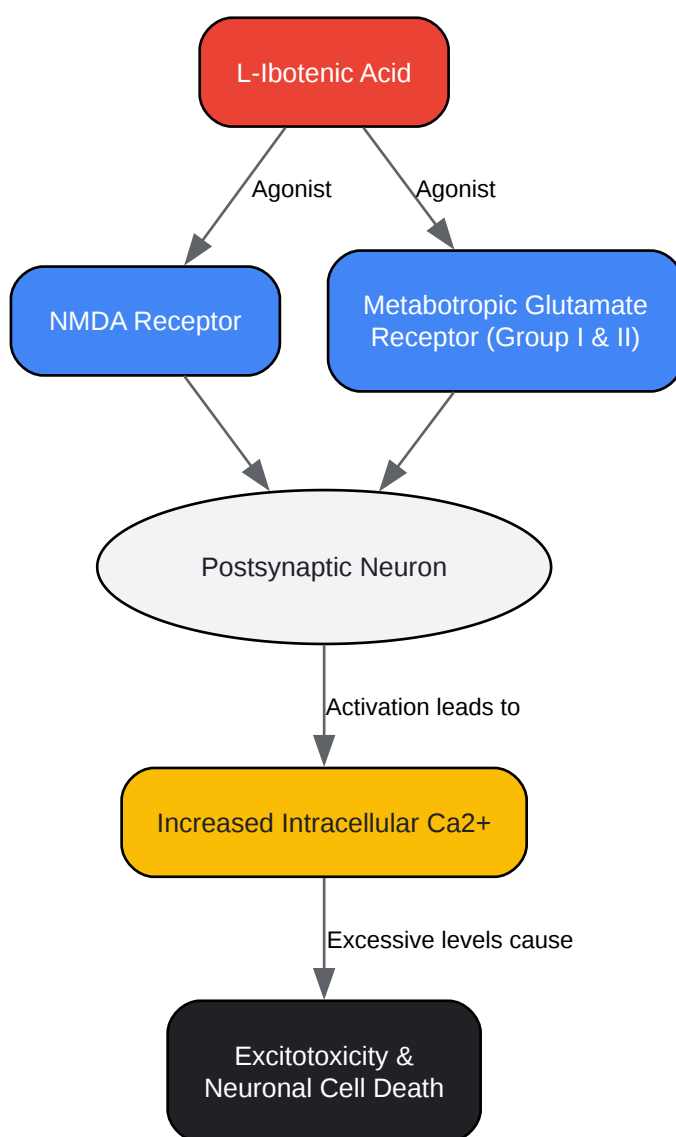 L-Ibotenic Acid
Agonist
Agonist
NMDA Receptor
Metabotropic Glutamate
Receptor (Group I & II)
Postsynaptic Neuron
Activation leads to
Increased Intracellular Ca2+
Excessive levels cause
Excitotoxicity &
Neuronal Cell Death